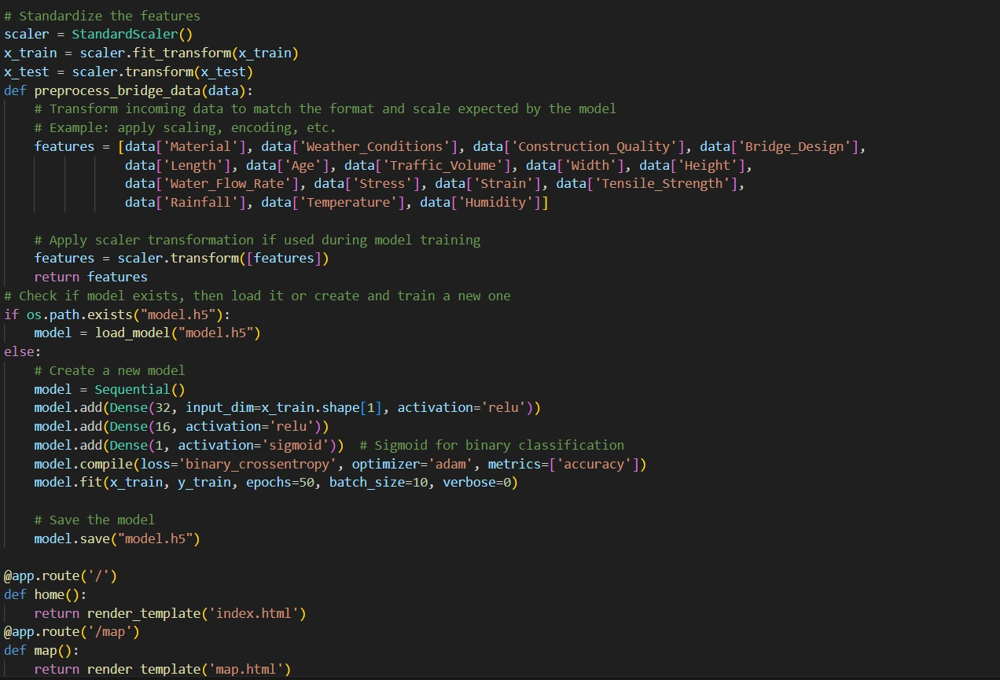 # Standardize the features
scaler = StandardScaler()
x_train = scaler.fit_transform(x_train)
x_test = scaler.transform(x_test)
def preprocess_bridge_data(data):
    # Transform incoming data to match the format and scale expected by the model
    # Example: apply scaling, encoding, etc.
    features = [data['Material'], data['Weather_Conditions'], data['Construction_Quality'], data['Bridge_Design'],
                data['Length'], data['Age'], data['Traffic_Volume'], data['Width'], data['Height'],
                data['Water_Flow_Rate'], data['Stress'], data['Strain'], data['Tensile_Strength'],
                data['Rainfall'], data['Temperature'], data['Humidity']]
    # Apply scaler transformation if used during model training
    features = scaler.transform([features])
    return features
# Check if model exists, then load it or create and train a new one
if os.path.exists("model.h5"):
    model = load_model("model.h5")
else:
    # Create a new model
    model = Sequential()
    model.add(Dense(32, input_dim=x_train.shape[1], activation='relu'))
    model.add(Dense(16, activation='relu'))
    model.add(Dense(1, activation='sigmoid'))  # Sigmoid for binary classification
    model.compile(loss='binary_crossentropy', optimizer='adam', metrics=['accuracy'])
    model.fit(x_train, y_train, epochs=50, batch_size=10, verbose=0)
    # Save the model
    model.save("model.h5")
@app.route('/')
def home():
    return render_template('index.html')
@app.route('/map')
def map():
    return render_template('map.html')